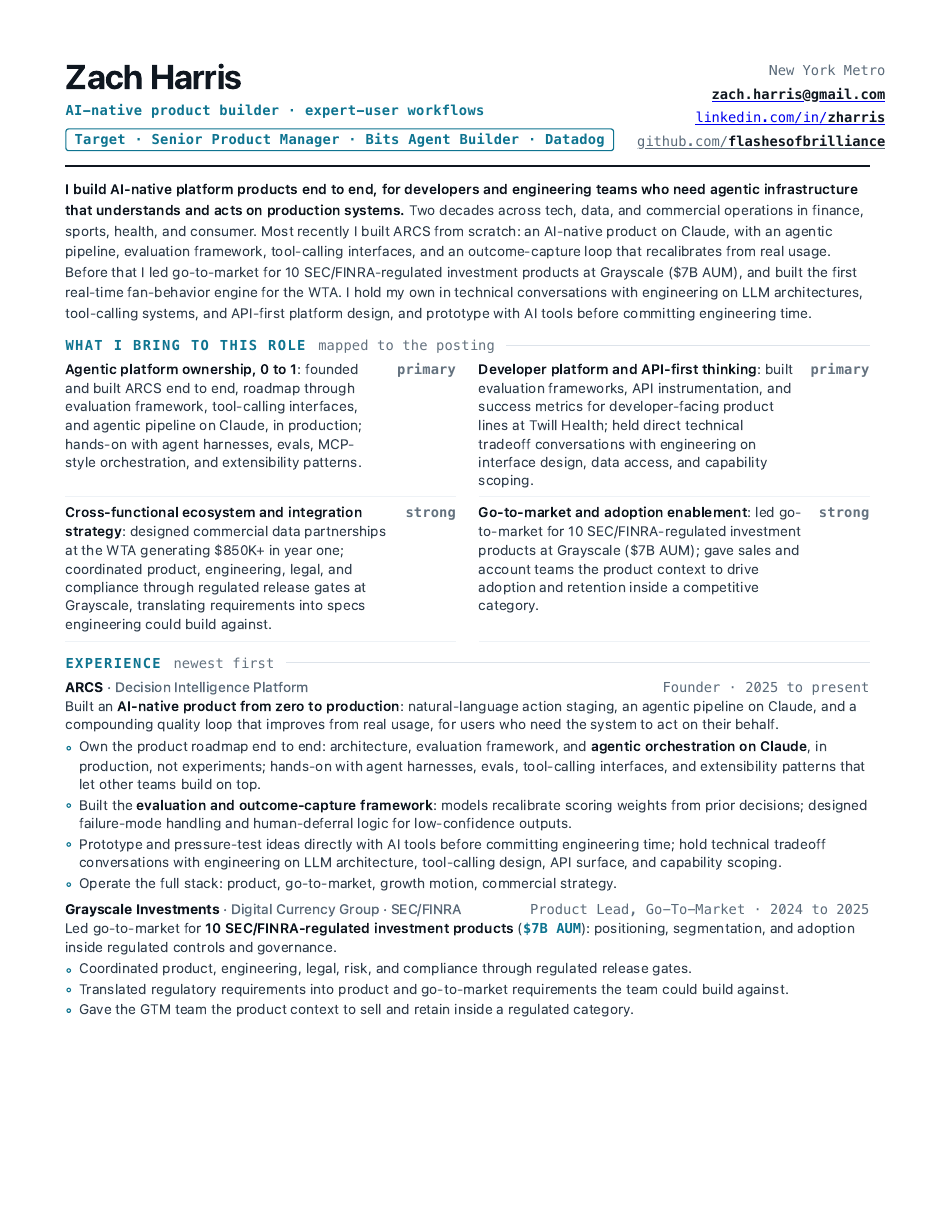 Zach Harris
AI-native product builder · expert-user workflows
Target · Senior Product Manager · Bits Agent Builder · Datadog
New York Metro
zach.harris@gmail.com
linkedin.com/in/zharris
github.com/flashesofbrilliance
I build AI-native platform products end to end, for developers and engineering teams who need agentic infrastructure
that understands and acts on production systems. Two decades across tech, data, and commercial operations in finance,
sports, health, and consumer. Most recently I built ARCS from scratch: an AI-native product on Claude, with an agentic
pipeline, evaluation framework, tool-calling interfaces, and an outcome-capture loop that recalibrates from real usage.
Before that I led go-to-market for 10 SEC/FINRA-regulated investment products at Grayscale ($7B AUM), and built the first
real-time fan-behavior engine for the WTA. I hold my own in technical conversations with engineering on LLM architectures,
tool-calling systems, and API-first platform design, and prototype with AI tools before committing engineering time.
WHAT I BRING TO THIS ROLE mapped to the posting
Agentic platform ownership, 0 to 1: founded
and built ARCS end to end, roadmap through
evaluation framework, tool-calling interfaces,
and agentic pipeline on Claude, in production;
hands-on with agent harnesses, evals, MCP-
style orchestration, and extensibility patterns.
primary
Developer platform and API-first thinking: built
evaluation frameworks, API instrumentation, and
success metrics for developer-facing product
lines at Twill Health; held direct technical
tradeoff conversations with engineering on
interface design, data access, and capability
scoping.
primary
Cross-functional ecosystem and integration
strategy: designed commercial data partnerships
at the WTA generating $850K+ in year one;
coordinated product, engineering, legal, and
compliance through regulated release gates at
Grayscale, translating requirements into specs
engineering could build against.
strong
Go-to-market and adoption enablement: led go-
to-market for 10 SEC/FINRA-regulated investment
products at Grayscale ($7B AUM); gave sales and
account teams the product context to drive
adoption and retention inside a competitive
category.
strong
EXPERIENCE newest first
ARCS · Decision Intelligence Platform Founder · 2025 to present
Built an AI-native product from zero to production: natural-language action staging, an agentic pipeline on Claude, and a
compounding quality loop that improves from real usage, for users who need the system to act on their behalf.
Own the product roadmap end to end: architecture, evaluation framework, and agentic orchestration on Claude, in
production, not experiments; hands-on with agent harnesses, evals, tool-calling interfaces, and extensibility patterns that
let other teams build on top.
Built the evaluation and outcome-capture framework: models recalibrate scoring weights from prior decisions; designed
failure-mode handling and human-deferral logic for low-confidence outputs.
Prototype and pressure-test ideas directly with AI tools before committing engineering time; hold technical tradeoff
conversations with engineering on LLM architecture, tool-calling design, API surface, and capability scoping.
Operate the full stack: product, go-to-market, growth motion, commercial strategy.
Grayscale Investments · Digital Currency Group · SEC/FINRA Product Lead, Go-To-Market · 2024 to 2025
Led go-to-market for 10 SEC/FINRA-regulated investment products ($7B AUM): positioning, segmentation, and adoption
inside regulated controls and governance.
Coordinated product, engineering, legal, risk, and compliance through regulated release gates.
Translated regulatory requirements into product and go-to-market requirements the team could build against.
Gave the GTM team the product context to sell and retain inside a regulated category.